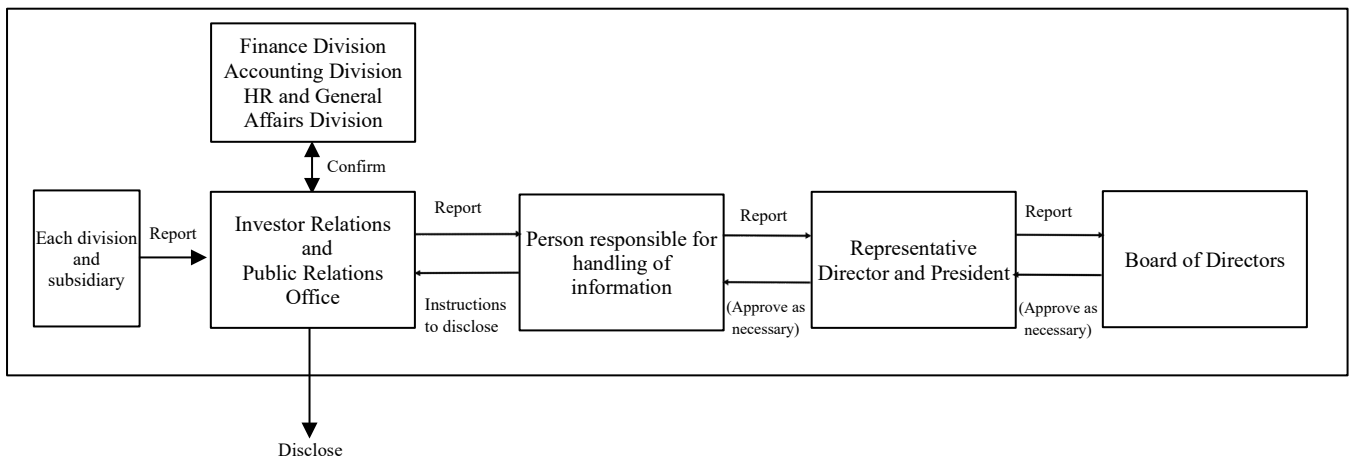 Finance Division
Accounting Division
HR and General
Affairs Division
Confirm
Each division
and
subsidiary
Report
Investor Relations
and
Public Relations
Office
Report
Instructions
to disclose
Person responsible for
handling of
information
Report
(Approve as
necessary)
Representative
Director and President
Report
(Approve as
necessary)
Board of Directors
Disclose